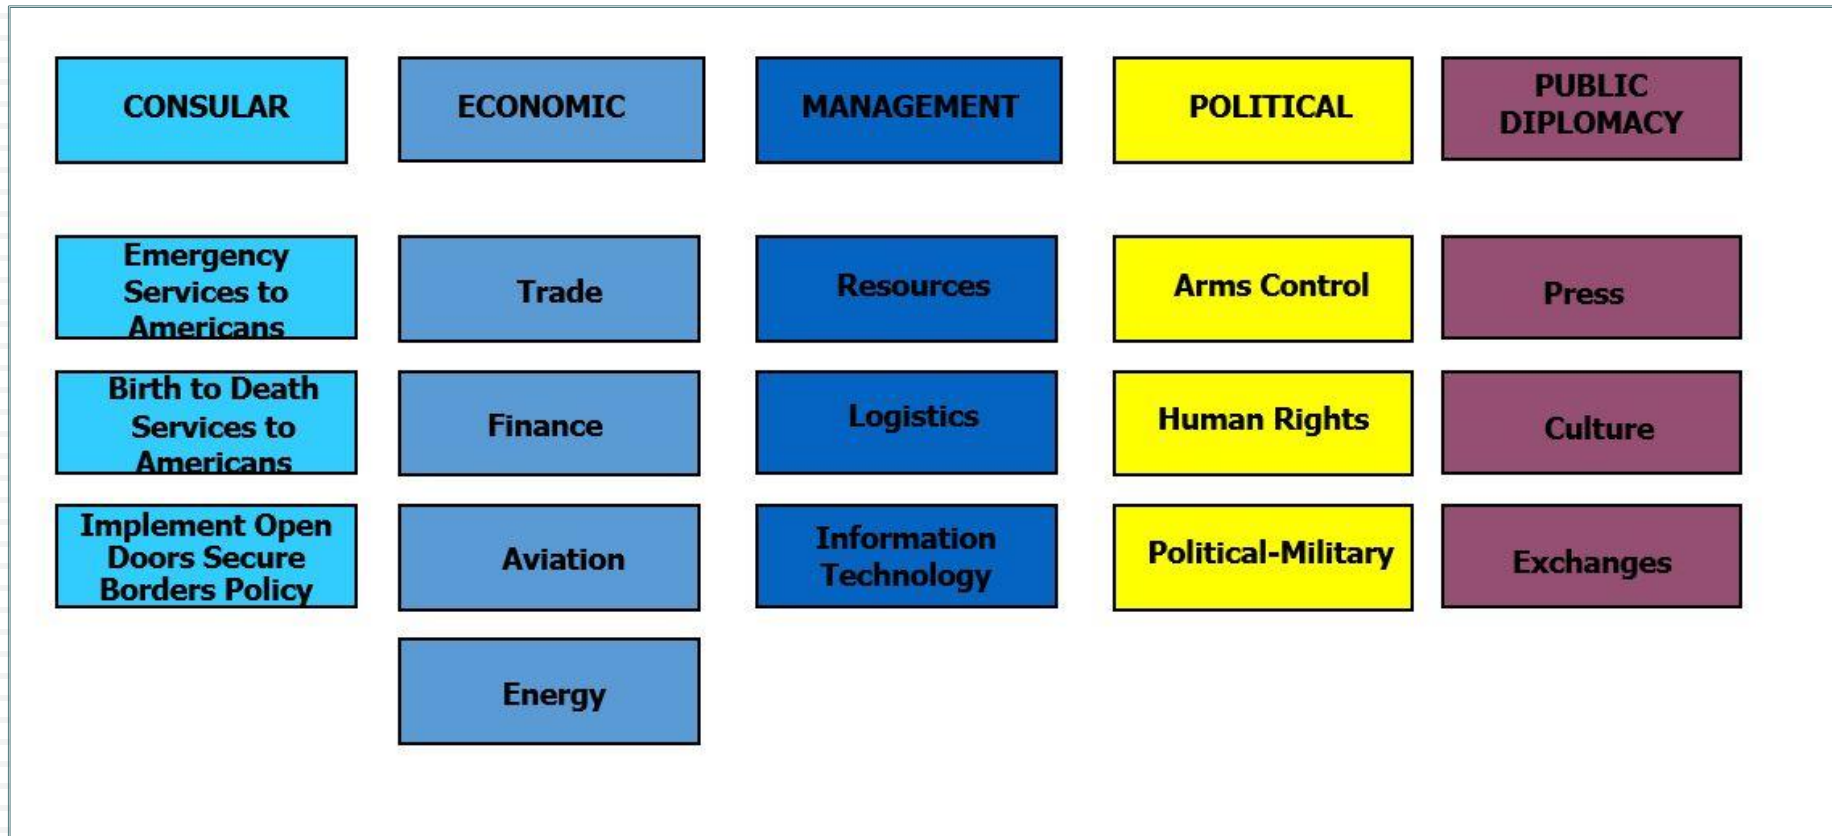 CONSULAR
ECONOMIC
MANAGEMENT
POLITICAL
PUBLIC
DIPLOMACY
Emergency
Services to
Americans
Trade
Resources
Arms Control
Press
Birth to Death
Services to
Americans
Finance
Logistics
Human Rights
Culture
Implement Open
Doors Secure
Borders Policy
Aviation
Information
Technology
Political-Military
Exchanges
Energy